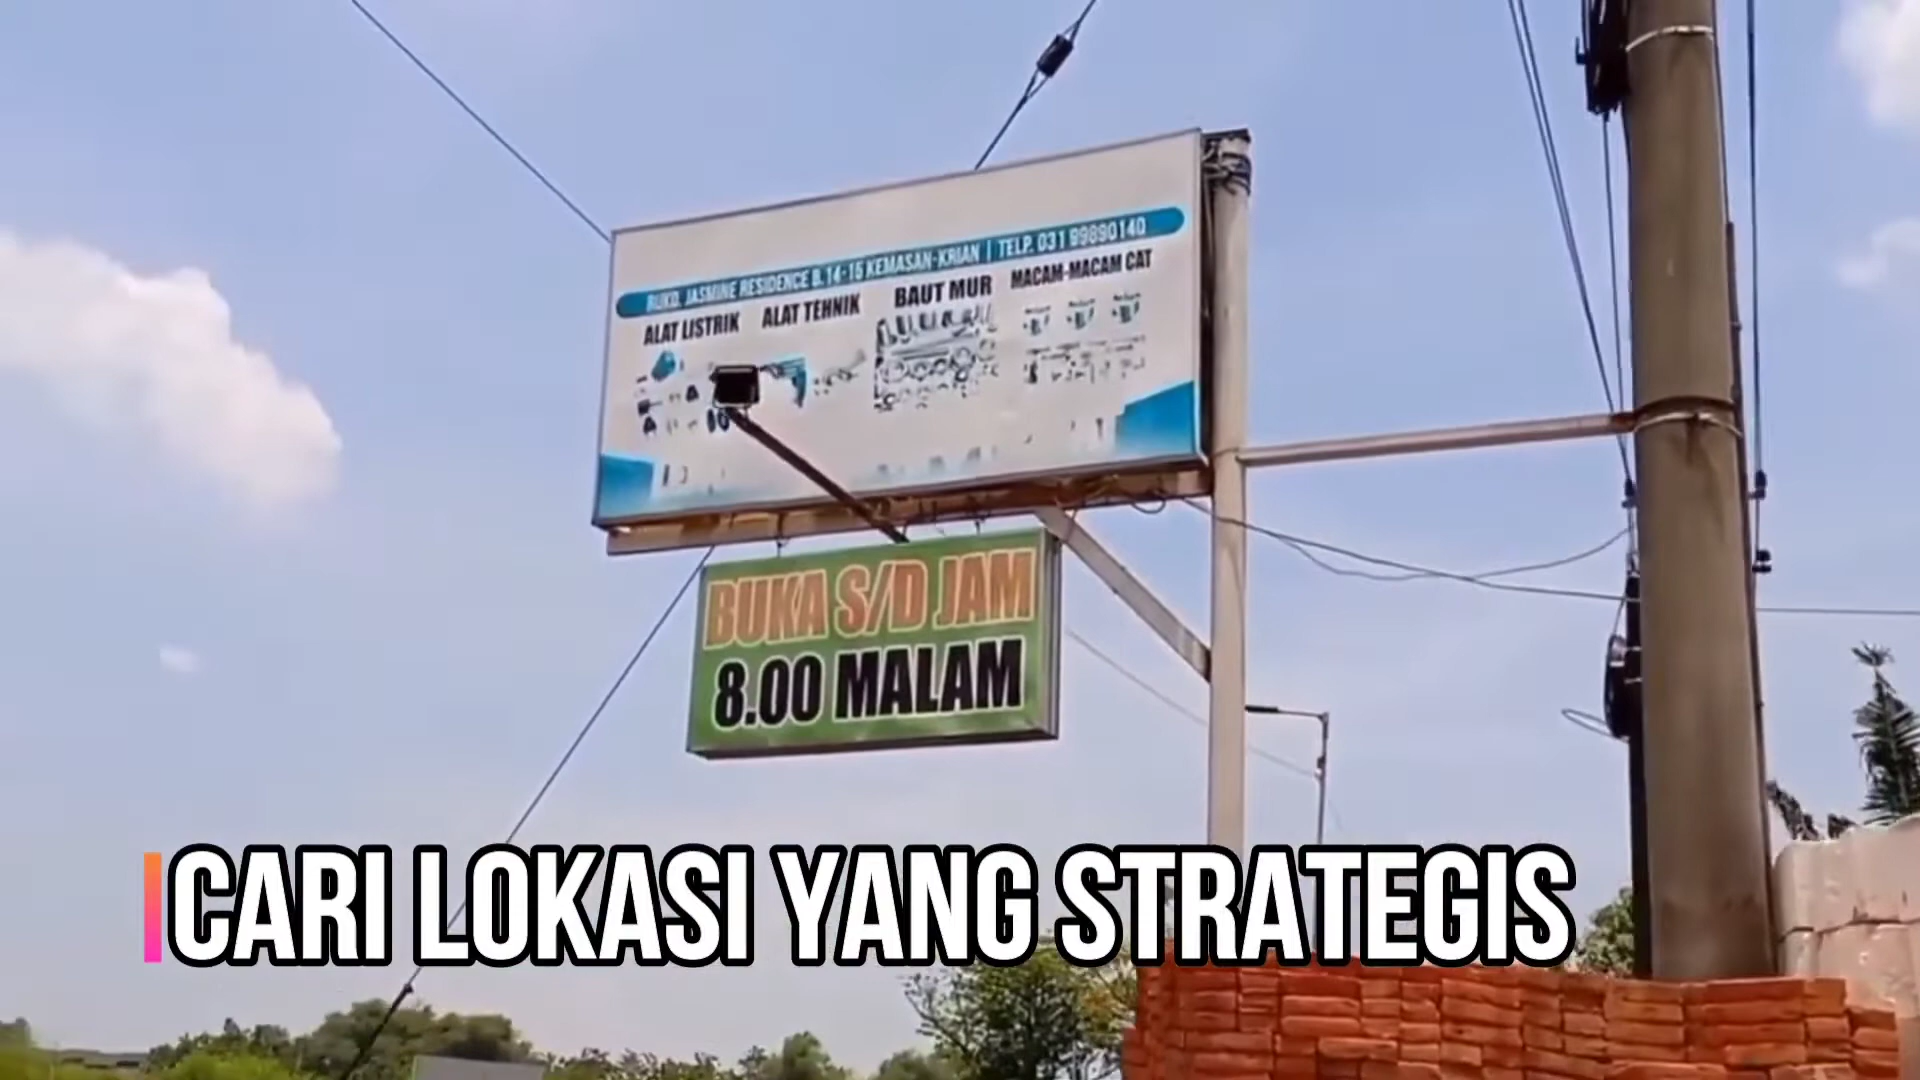 RUKO. JASMINE RESIDENCE B.14-15 KEMASAN-KRIAN | TELP. 031 99890140
ALAT LISTRIK ALAT TEHNIK BAUT MUR MACAM-MACAM CAT
BUKA S/D JAM
8.00 MALAM
CARI LOKASI YANG STRATEGIS